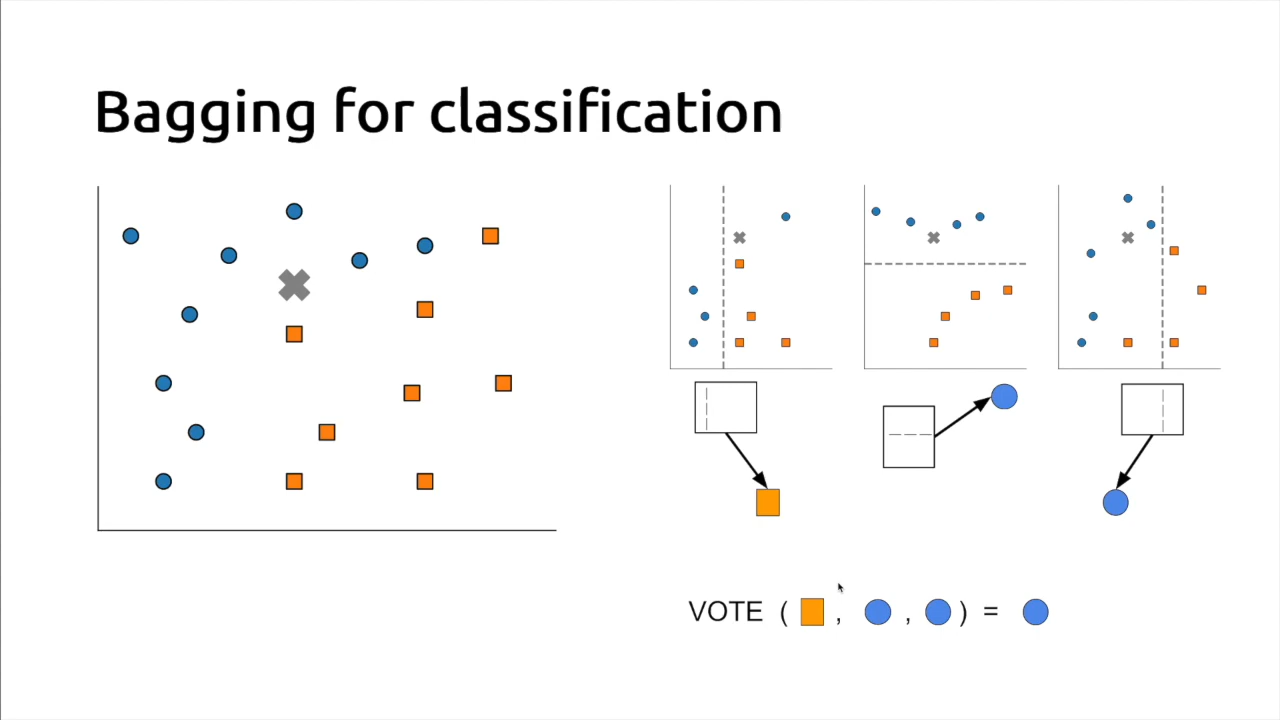 Bagging for classification
VOTE ( , , ) =